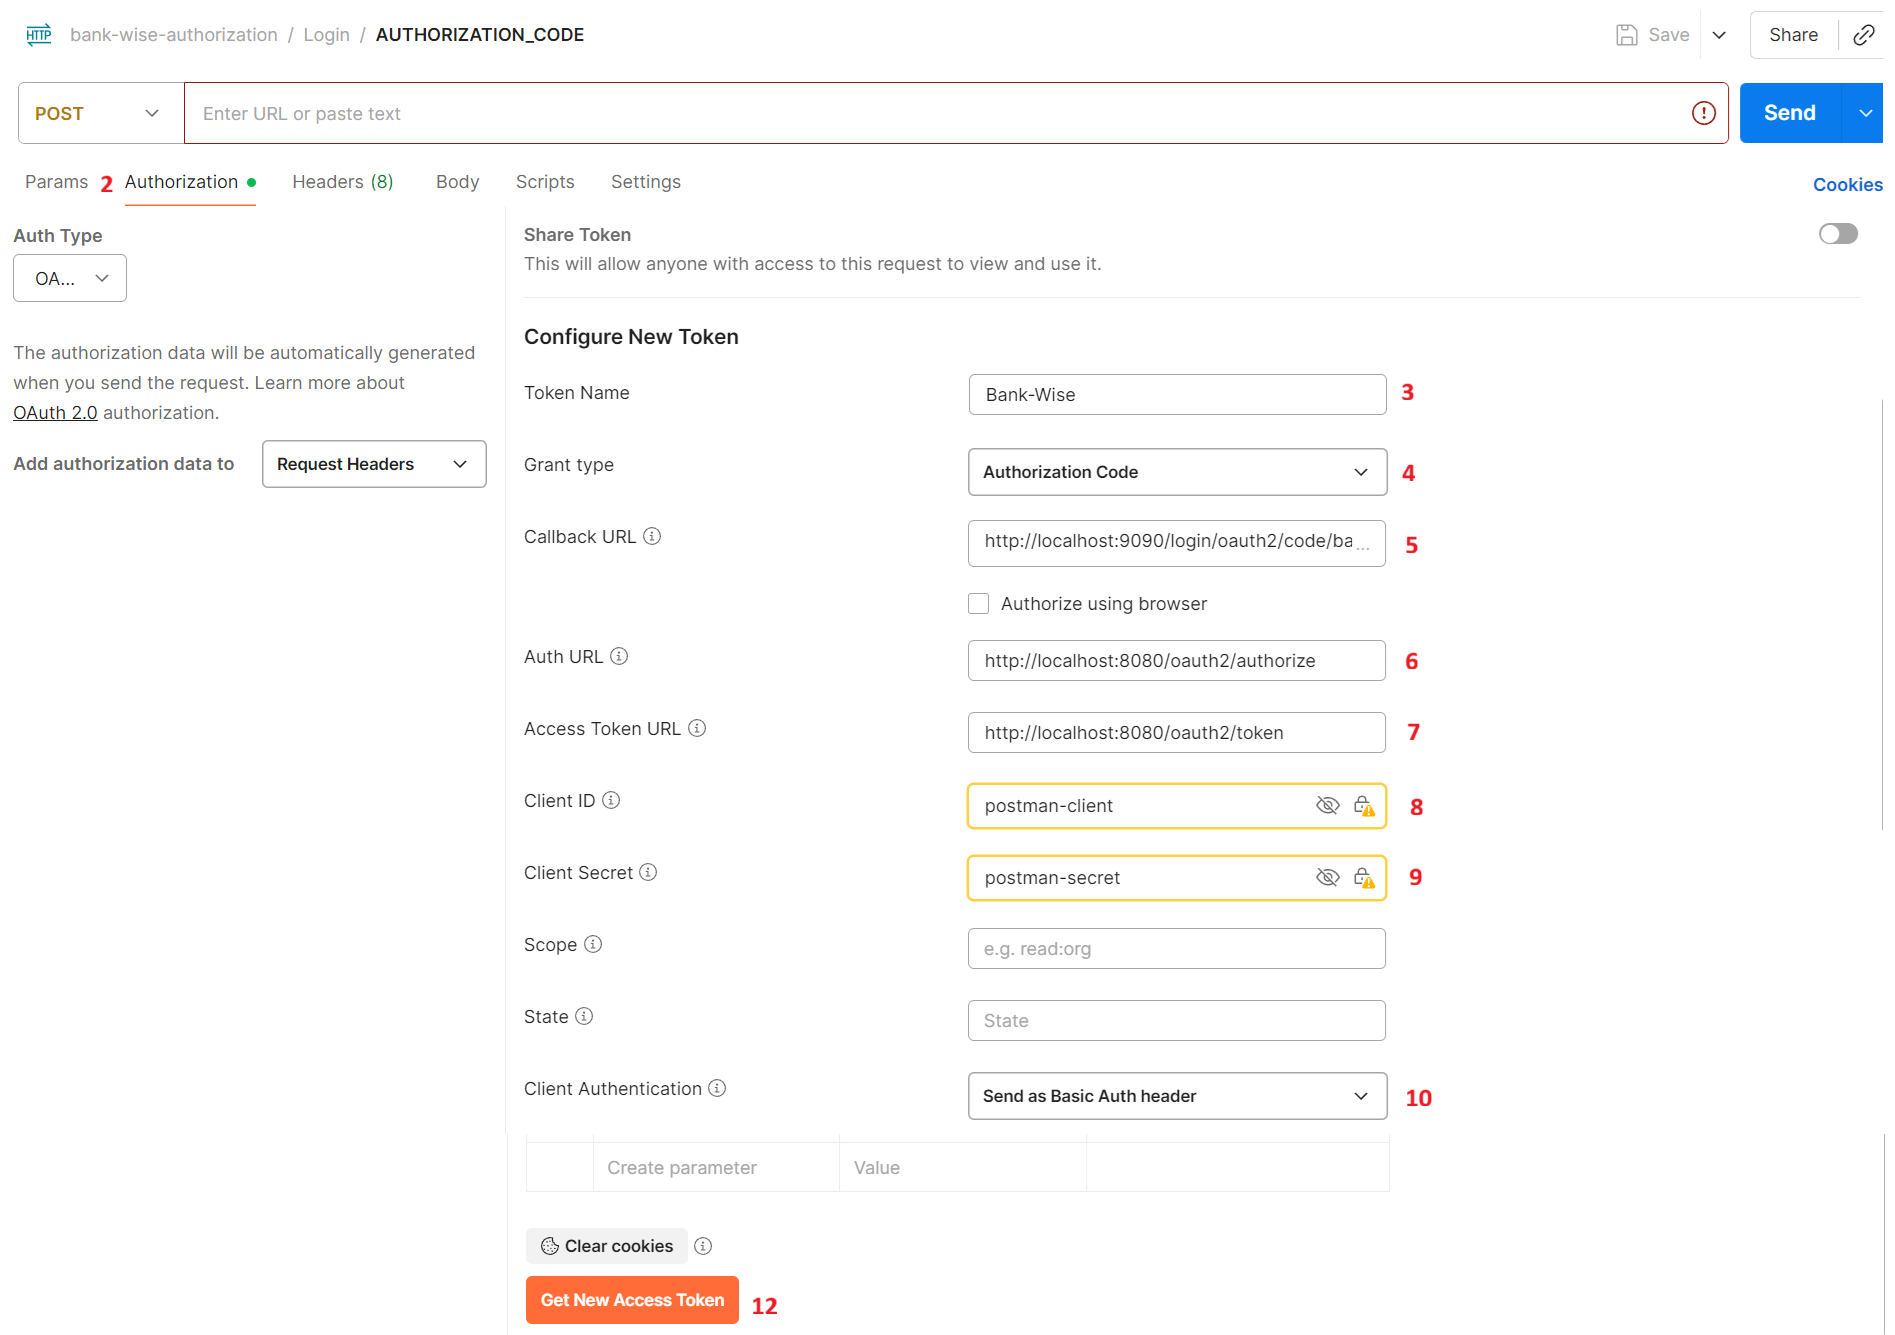 HTTP bank-wise-authorization / Login / AUTHORIZATION_CODE Save Share
POST Enter URL or paste text Send
Params 2 Authorization Headers (8) Body Scripts Settings Cookies
Auth Type
OA...
The authorization data will be automatically generated
when you send the request. Learn more about
OAuth 2.0 authorization.
Add authorization data to Request Headers
Share Token
This will allow anyone with access to this request to view and use it.
Configure New Token
Token Name Bank-Wise 3
Grant type Authorization Code 4
Callback URL http://localhost:9090/login/oauth2/code/ba... 5
Authorize using browser
Auth URL http://localhost:8080/oauth2/authorize 6
Access Token URL http://localhost:8080/oauth2/token 7
Client ID postman-client 8
Client Secret postman-secret 9
Scope e.g. read:org
State State
Client Authentication Send as Basic Auth header 10
Create parameter Value
Clear cookies
Get New Access Token 12